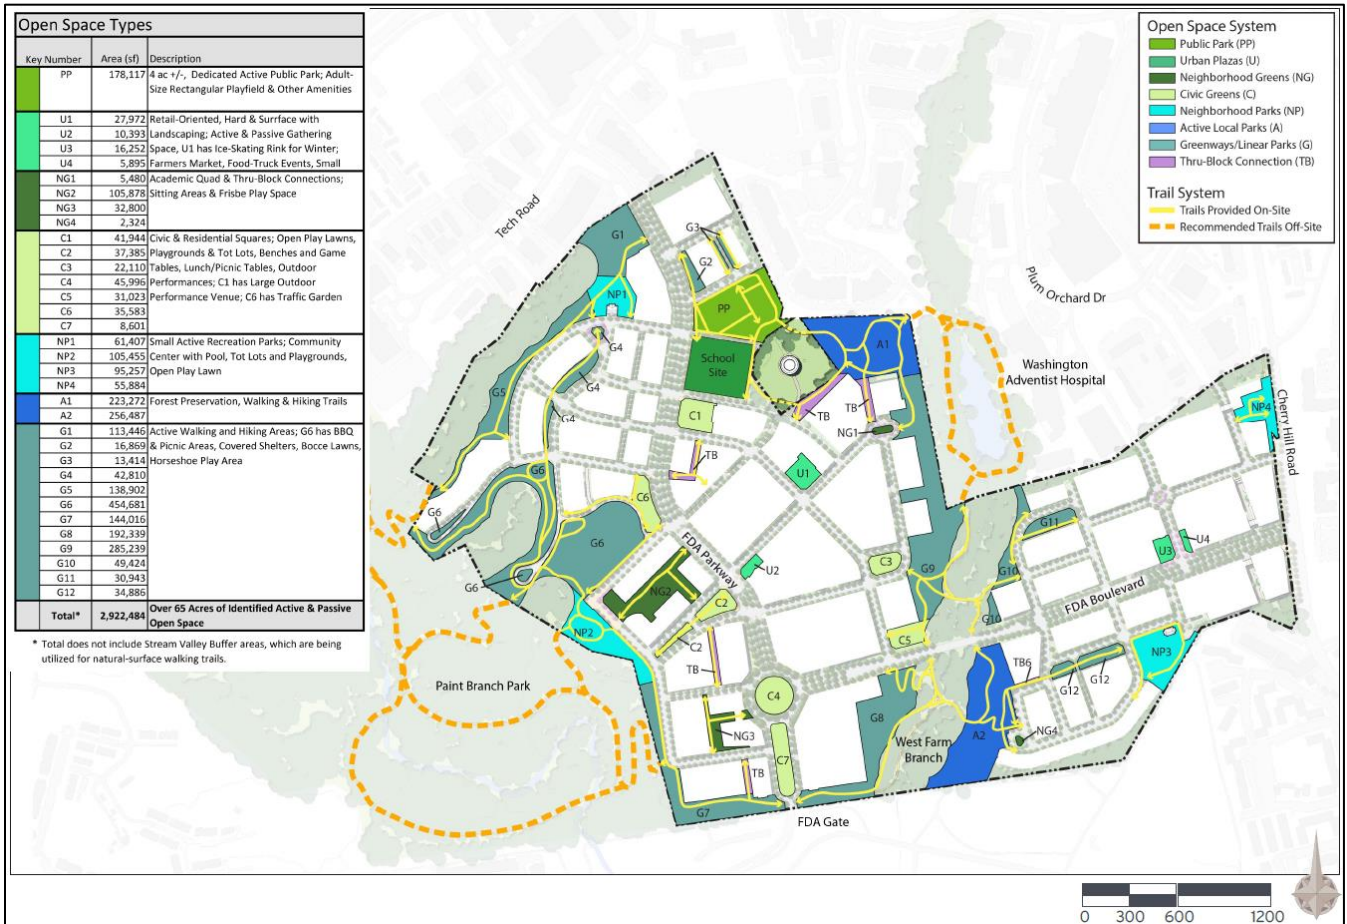 Open Space Types
Key Number Area (sf) Description
PP 178,117 4 ac +/-, Dedicated Active Public Park; Adult-
Size Rectangular Playfield & Other Amenities
U1 27,972 Retail-Oriented, Hard & Surrface with
U2 10,393 Landscaping; Active & Passive Gathering
U3 16,252 Space, U1 has Ice-Skating Rink for Winter;
U4 5,895 Farmers Market, Food-Truck Events, Small
NG1 5,480 Academic Quad & Thru-Block Connections;
NG2 105,878 Sitting Areas & Frisbe Play Space
NG3 32,800
NG4 2,324
C1 41,944 Civic & Residential Squares; Open Play Lawns,
C2 37,385 Playgrounds & Tot Lots, Benches and Game
C3 22,110 Tables, Lunch/Picnic Tables, Outdoor
C4 45,996 Performances; C1 has Large Outdoor
C5 31,023 Performance Venue; C6 has Traffic Garden
C6 35,583
C7 8,601
NP1 61,407 Small Active Recreation Parks; Community
NP2 105,455 Center with Pool, Tot Lots and Playgrounds,
NP3 95,257 Open Play Lawn
NP4 55,884
A1 223,272 Forest Preservation, Walking & Hiking Trails
A2 256,487
G1 113,446 Active Walking and Hiking Areas; G6 has BBQ
G2 16,869 & Picnic Areas, Covered Shelters, Bocce Lawns,
G3 13,414 Horseshoe Play Area
G4 42,810
G5 138,902
G6 454,681
G7 144,016
G8 192,339
G9 285,239
G10 49,424
G11 30,943
G12 34,886
Total* 2,922,484 Over 65 Acres of Identified Active & Passive
Open Space
* Total does not include Stream Valley Buffer areas, which are being
utilized for natural-surface walking trails.
Open Space System
Public Park (PP)
Urban Plazas (U)
Neighborhood Greens (NG)
Civic Greens (C)
Neighborhood Parks (NP)
Active Local Parks (A)
Greenways/Linear Parks (G)
Thru-Block Connection (TB)
Trail System
Trails Provided On-Site
Recommended Trails Off-Site
Tech Road
Plum Orchard Dr
Washington
Adventist Hospital
Cherry Hill Road
G1
G3
G2
NP1
PP
G4
School
Site
A1
G4
G5
G4
TB
TB
C1
NG1
NP4
TB
U1
G6
G6
C6
G6
G11
FDA Parkway
U3
U4
U2
C3
G9
G10
G6
NG2
FDA Boulevard
C2
G10
NP2
C2
C5
NP3
TB
TB6
G12
G12
Paint Branch Park
C4
G8
NG3
NG4
A2
West Farm
Branch
C7
TB
G7
FDA Gate
0 300 600 1200